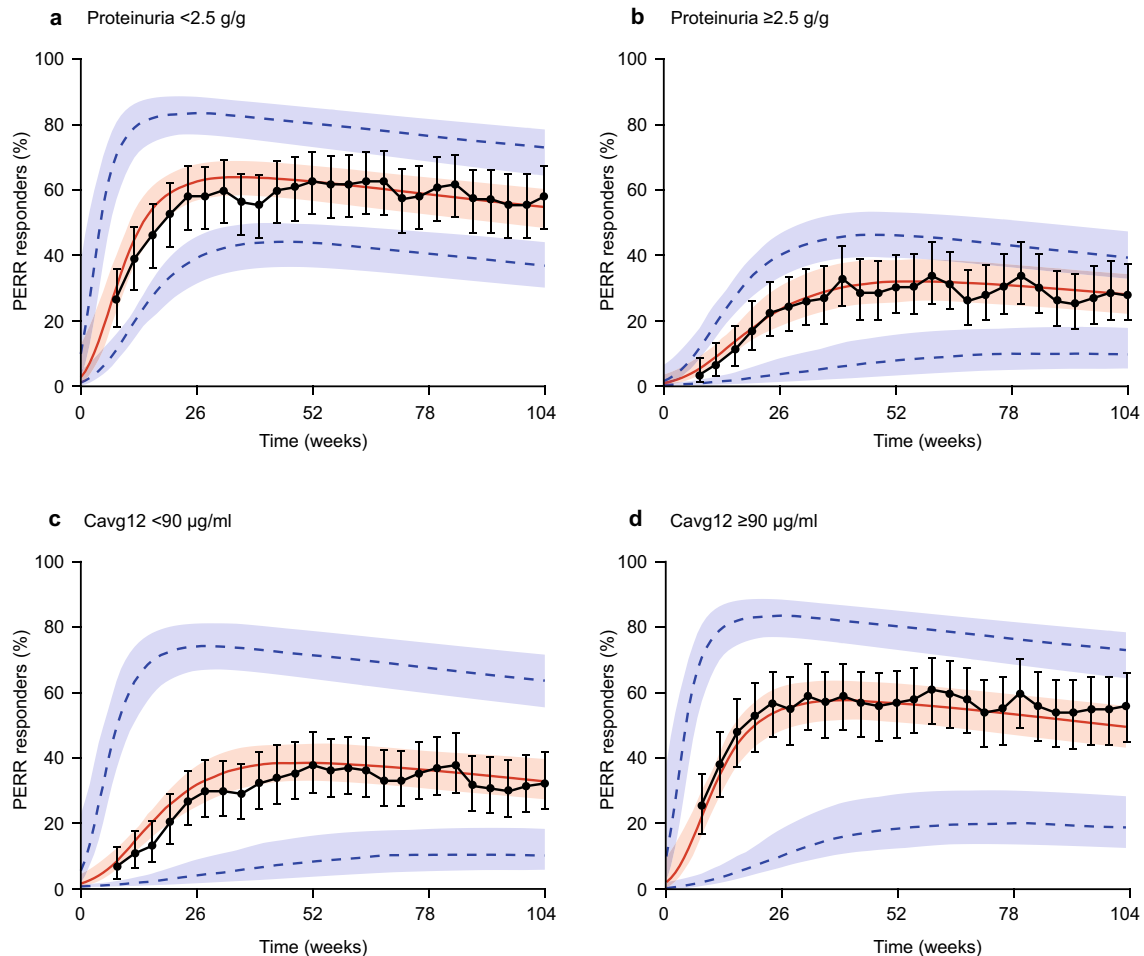 a Proteinuria <2.5 g/g
100
80
60
40
20
0
PERR responders (%)
0 26 52 78 104
Time (weeks)
b Proteinuria ≥2.5 g/g
100
80
60
40
20
0
PERR responders (%)
0 26 52 78 104
Time (weeks)
c Cavg12 <90 µg/ml
100
80
60
40
20
0
PERR responders (%)
0 26 52 78 104
Time (weeks)
d Cavg12 ≥90 µg/ml
100
80
60
40
20
0
PERR responders (%)
0 26 52 78 104
Time (weeks)